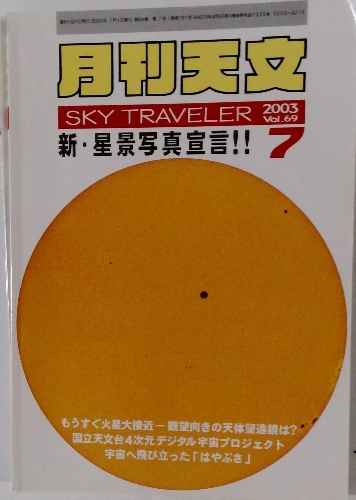 月刊天文
SKY TRAVELER
2003
Vol.69
新・星景写真宣言!!
7
もうすぐ火星大接近－観望向きの天体望遠鏡は?
国立天文台4次元デジタル宇宙プロジェクト
宇宙へ飛び立った「はやぶさ」